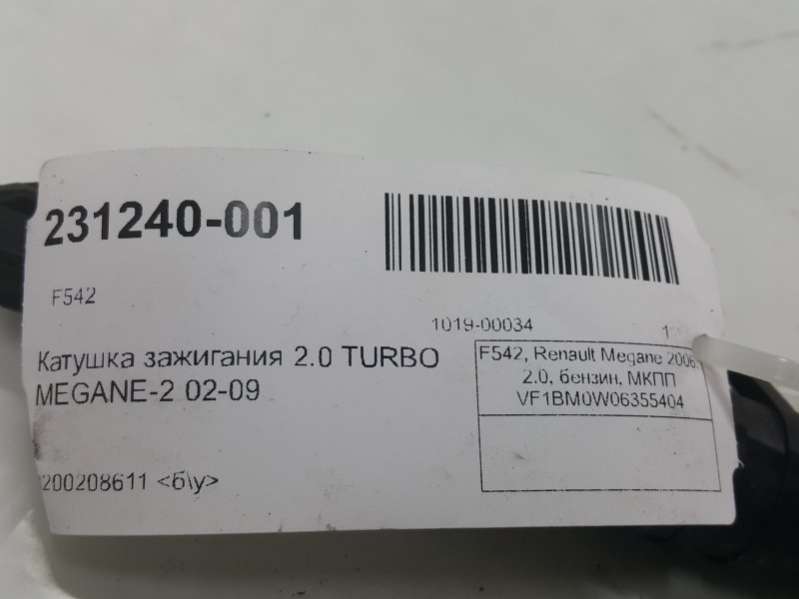 231240-001
F542
1019-00034
Катушка зажигания 2.0 TURBO
MEGANE-2 02-09
F542, Renault Megane 2006,
2.0, бензин, МКПП
VF1BM0W06355404
200208611 <б\у>